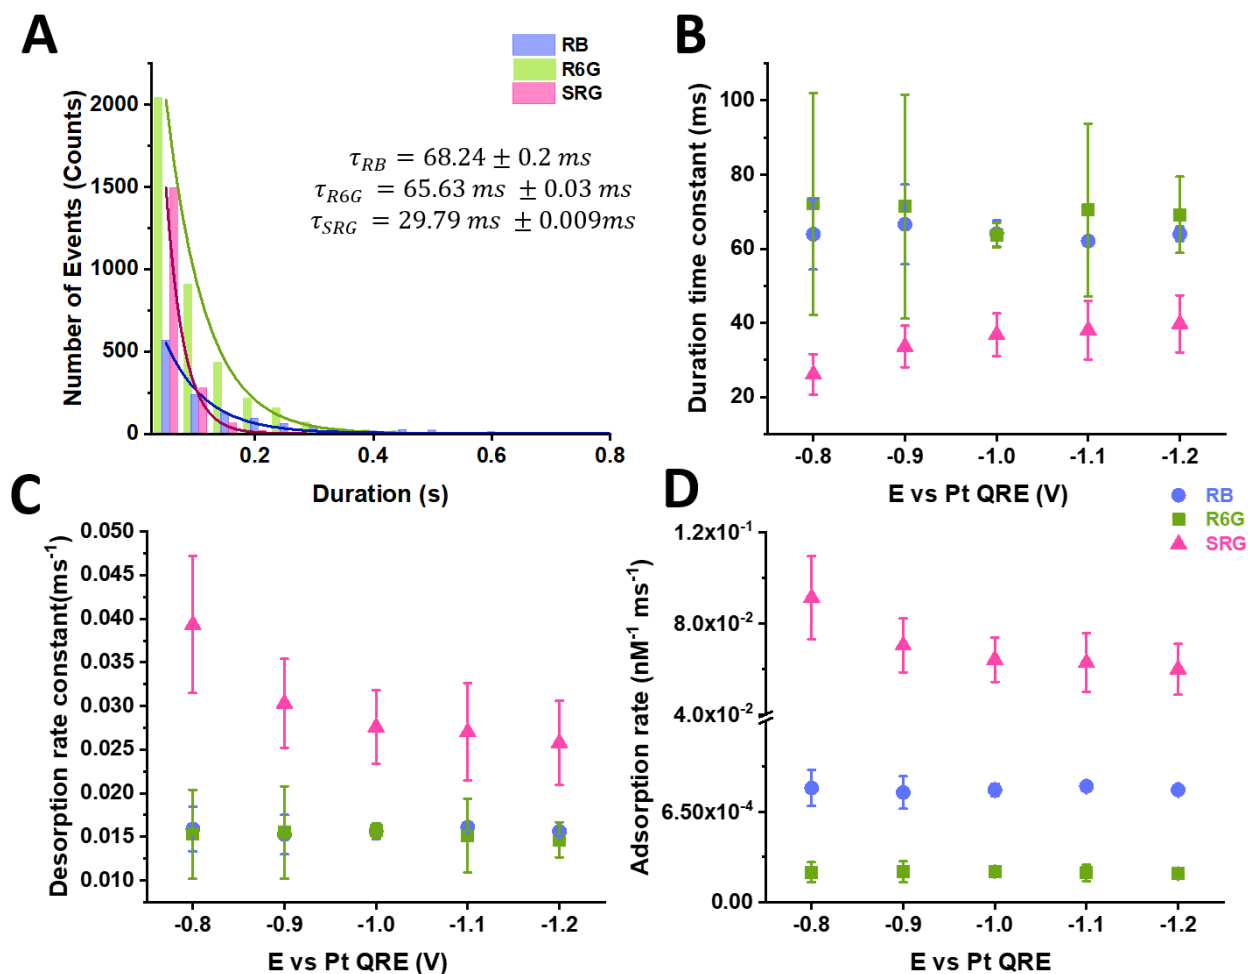 A
RB
R6G
SRG
τ_RB = 68.24 ± 0.2 ms
τ_R6G = 65.63 ms ± 0.03 ms
τ_SRG = 29.79 ms ± 0.009ms
Number of Events (Counts)
2000
1500
1000
500
0
0.2
0.4
0.6
0.8
Duration (s)
B
Duration time constant (ms)
100
80
60
40
20
-0.8
-0.9
-1.0
-1.1
-1.2
E vs Pt QRE (V)
C
Desorption rate constant(ms⁻¹)
0.050
0.045
0.040
0.035
0.030
0.025
0.020
0.015
0.010
-0.8
-0.9
-1.0
-1.1
-1.2
E vs Pt QRE (V)
D
RB
R6G
SRG
Adsorption rate (nM⁻¹ ms⁻¹)
1.2x10⁻¹
8.0x10⁻²
4.0x10⁻²
6.50x10⁻⁴
0.00
-0.8
-0.9
-1.0
-1.1
-1.2
E vs Pt QRE